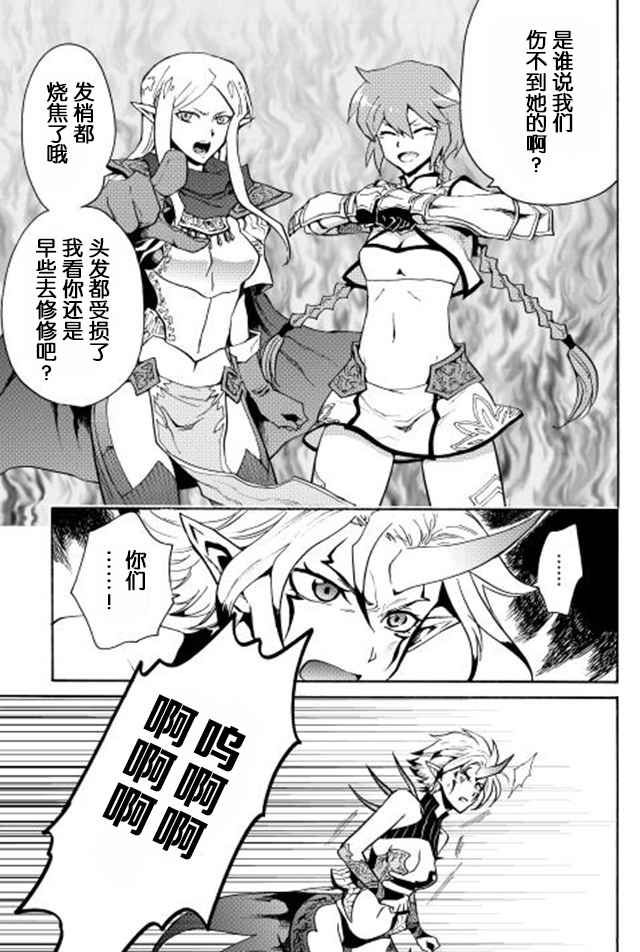 是谁说我们
伤不到她的啊？
发梢都
烧焦了哦
头发都受损了
我看你还是
早些去修修吧？
……
你们
……！
呜啊啊
啊啊啊